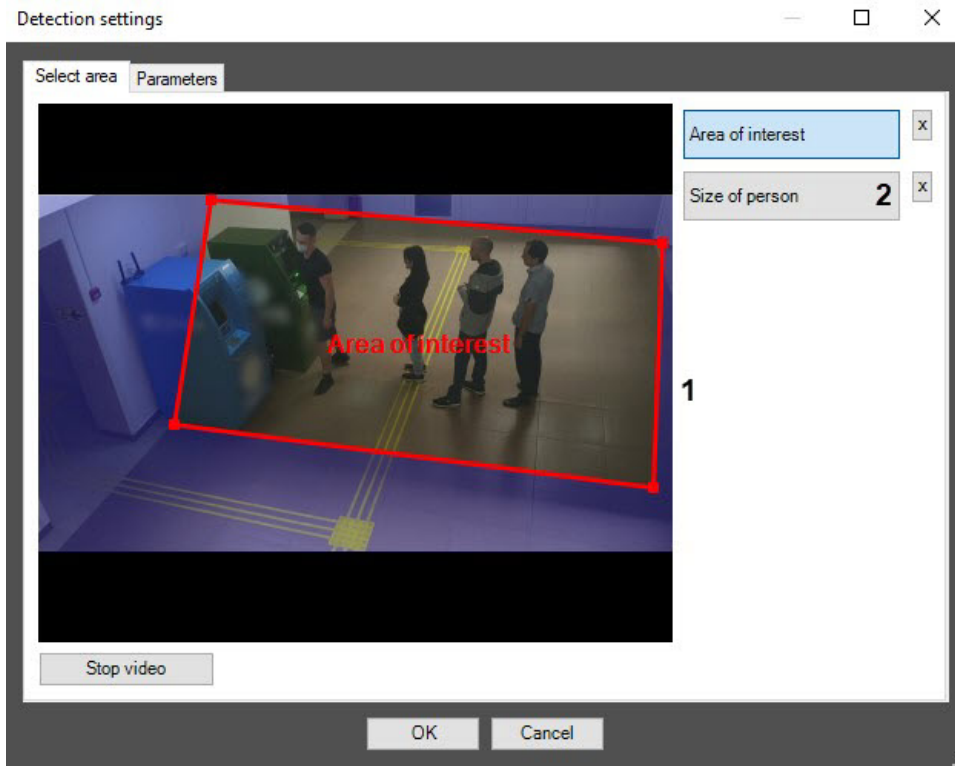 Detection settings
Select area
Parameters
Area of interest
x
Size of person 2
x
Area of interest
1
Stop video
OK
Cancel